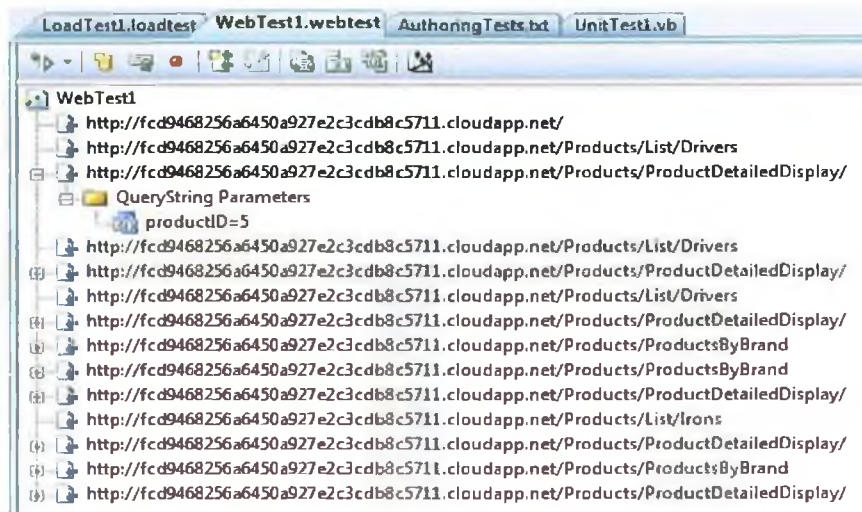 LoadTest1.loadtest WebTest1.webtest AuthoringTests.txt UnitTest1.vb
WebTest1
http://fcd9468256a6450a927e2c3cdb8c5711.cloudapp.net/
http://fcd9468256a6450a927e2c3cdb8c5711.cloudapp.net/Products/List/Drivers
http://fcd9468256a6450a927e2c3cdb8c5711.cloudapp.net/Products/ProductDetailedDisplay/
QueryString Parameters
productID=5
http://fcd9468256a6450a927e2c3cdb8c5711.cloudapp.net/Products/List/Drivers
http://fcd9468256a6450a927e2c3cdb8c5711.cloudapp.net/Products/ProductDetailedDisplay/
http://fcd9468256a6450a927e2c3cdb8c5711.cloudapp.net/Products/List/Drivers
http://fcd9468256a6450a927e2c3cdb8c5711.cloudapp.net/Products/ProductDetailedDisplay/
http://fcd9468256a6450a927e2c3cdb8c5711.cloudapp.net/Products/ProductsByBrand
http://fcd9468256a6450a927e2c3cdb8c5711.cloudapp.net/Products/ProductsByBrand
http://fcd9468256a6450a927e2c3cdb8c5711.cloudapp.net/Products/ProductDetailedDisplay/
http://fcd9468256a6450a927e2c3cdb8c5711.cloudapp.net/Products/List/Irons
http://fcd9468256a6450a927e2c3cdb8c5711.cloudapp.net/Products/ProductDetailedDisplay/
http://fcd9468256a6450a927e2c3cdb8c5711.cloudapp.net/Products/ProductsByBrand
http://fcd9468256a6450a927e2c3cdb8c5711.cloudapp.net/Products/ProductDetailedDisplay/